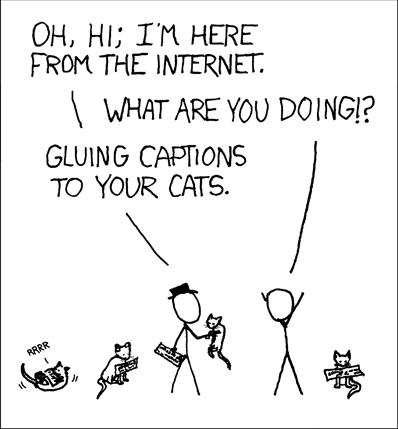 OH, HI; I'M HERE
FROM THE INTERNET.
WHAT ARE YOU DOING!?
GLUING CAPTIONS
TO YOUR CATS.
RRRR